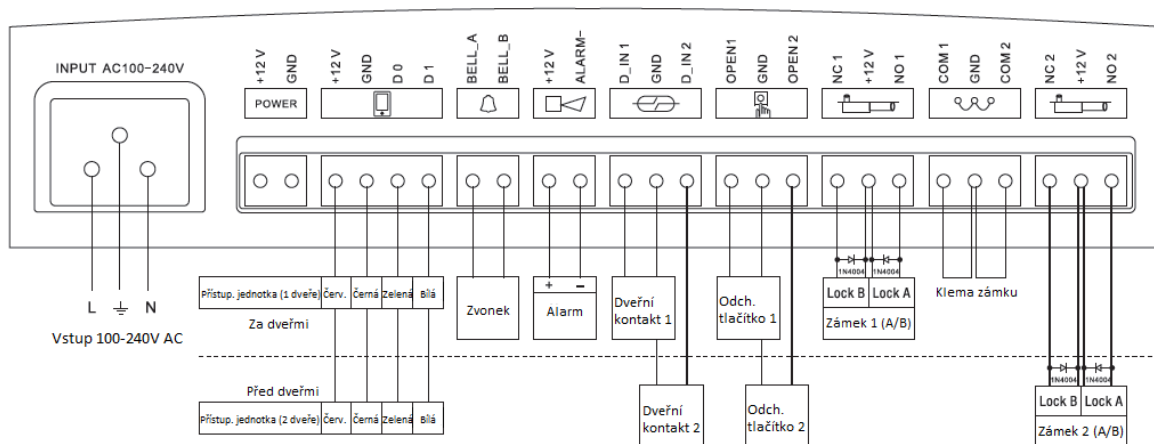 INPUT AC100-240V
+12 V
GND
+12 V
GND
D 0
D 1
BELL_A
BELL_B
+12 V
ALARM-
D_IN 1
GND
D_IN 2
OPEN1
GND
OPEN 2
NC 1
+12 V
NO 1
COM 1
GND
COM 2
NC 2
+12 V
NO 2
POWER
L
N
Vstup 100-240V AC
Přístup. jednotka (1 dveře) Červ. Černá Zelená Bílá
Za dveřmi
Zvonek
+ −
Alarm
Dveřní
kontakt 1
Odch.
tlačítko 1
1N4004 1N4004
Lock B Lock A
Zámek 1 (A/B)
Klema zámku
Před dveřmi
Přístup. jednotka (2 dveře) Červ. Černá Zelená Bílá
Dveřní
kontakt 2
Odch.
tlačítko 2
1N4004 1N4004
Lock B Lock A
Zámek 2 (A/B)